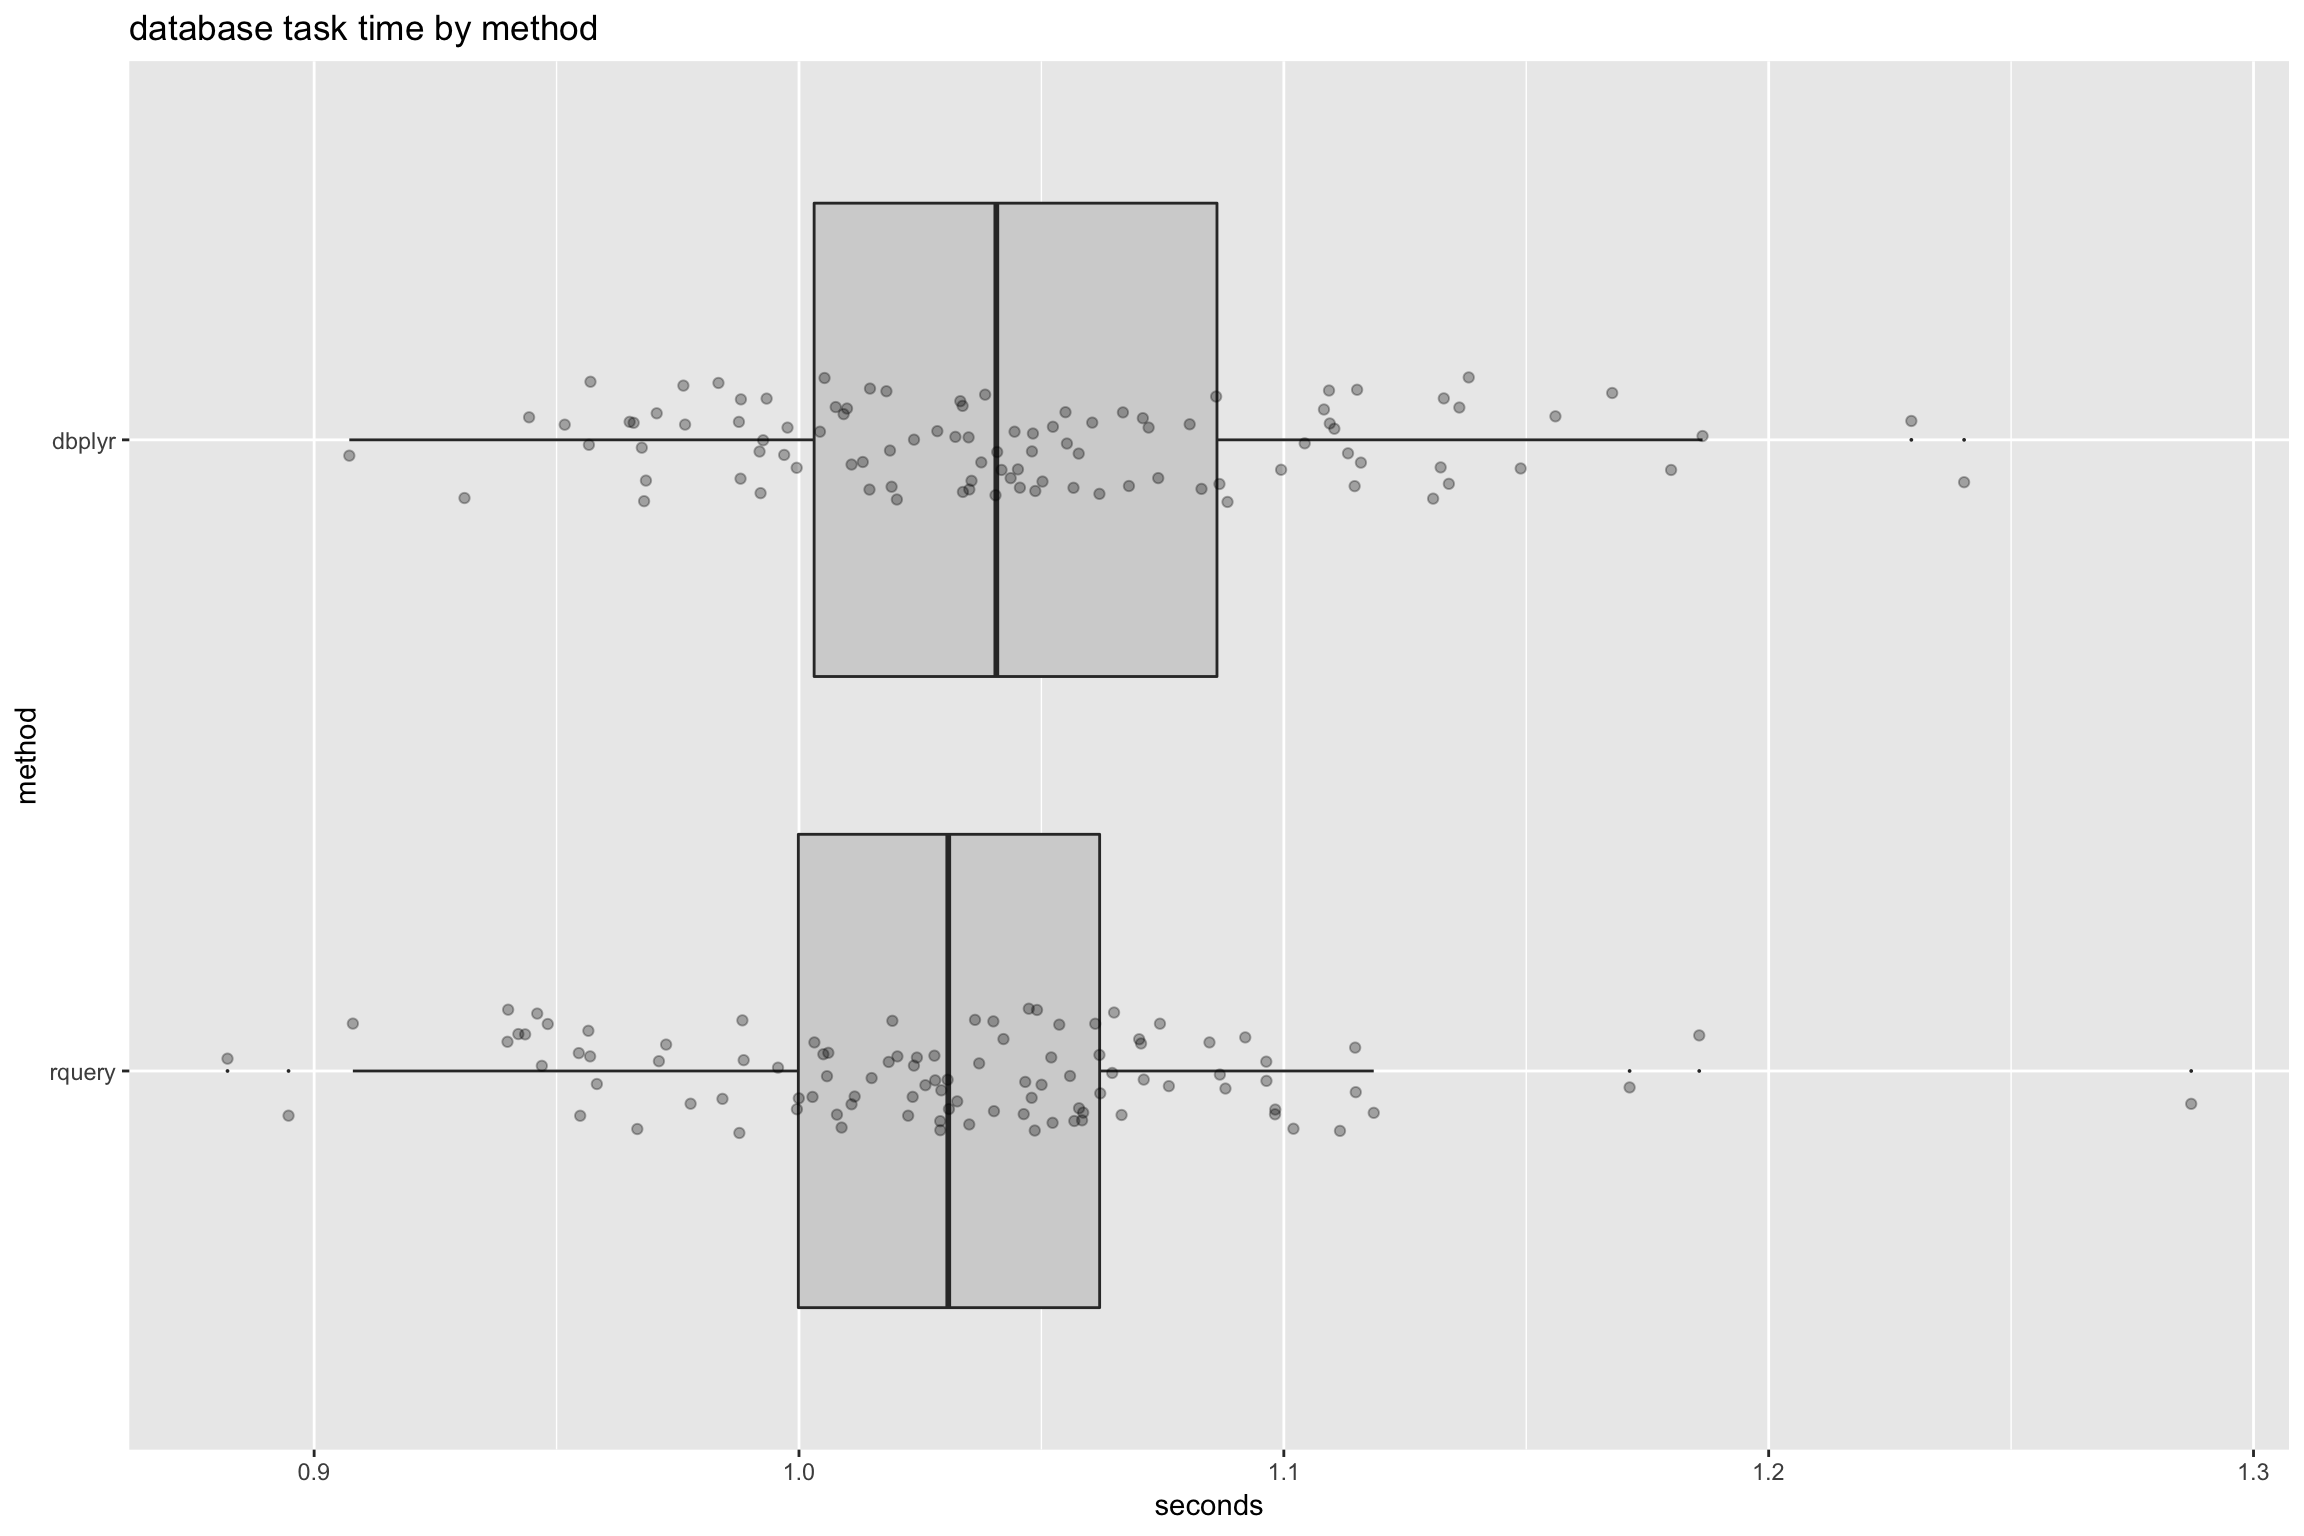 database task time by method
method
dbplyr
rquery
0.9 1.0 1.1 1.2 1.3
seconds